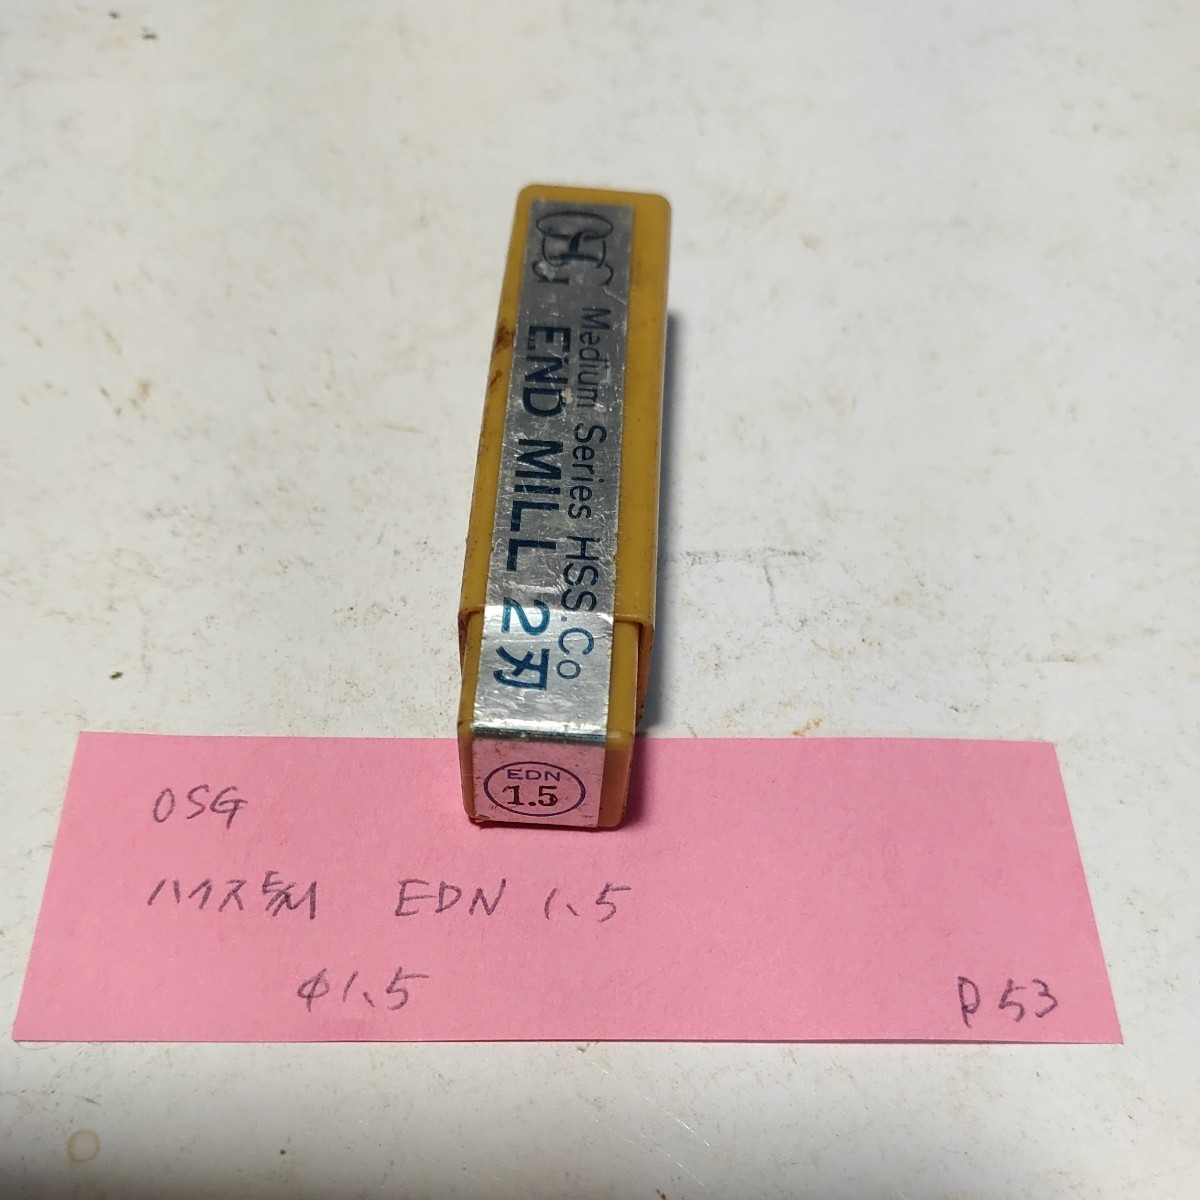 OSG
Medium Series HSS.Co
END MILL 2刃
EDN
1.5
OSG
ハイス EDN 1.5
φ1.5
P53